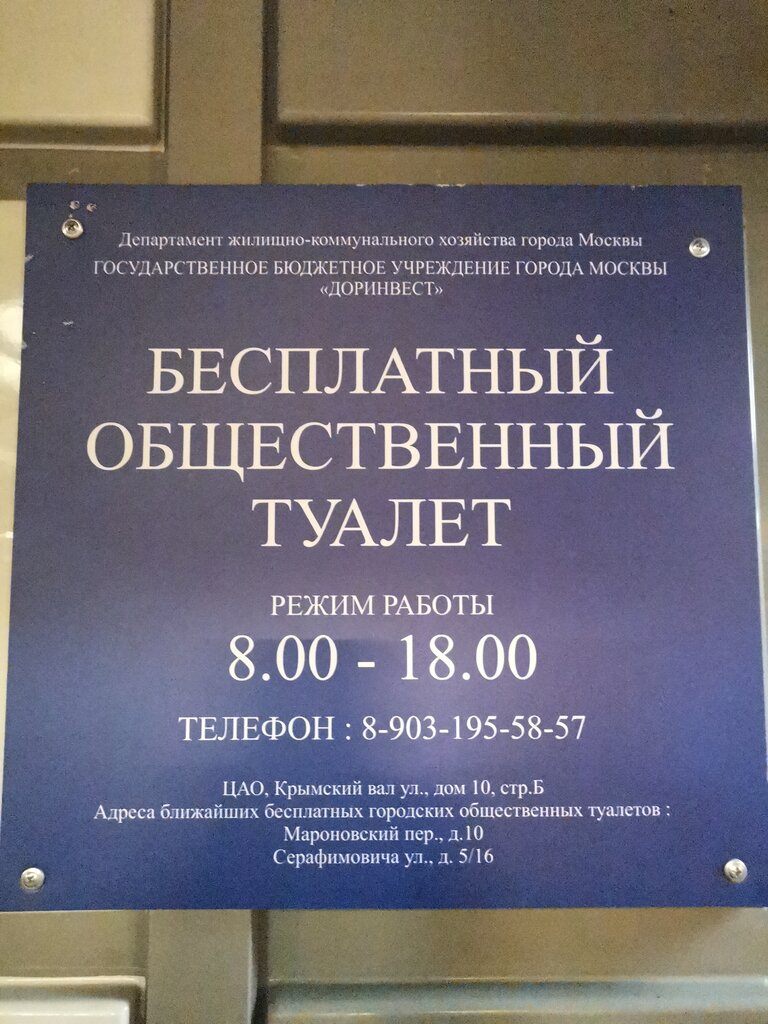 Департамент жилищно-коммунального хозяйства города Москвы
ГОСУДАРСТВЕННОЕ БЮДЖЕТНОЕ УЧРЕЖДЕНИЕ ГОРОДА МОСКВЫ
«ДОРИНВЕСТ»
БЕСПЛАТНЫЙ
ОБЩЕСТВЕННЫЙ
ТУАЛЕТ
РЕЖИМ РАБОТЫ
8.00 - 18.00
ТЕЛЕФОН : 8-903-195-58-57
ЦАО, Крымский вал ул., дом 10, стр.Б
Адреса ближайших бесплатных городских общественных туалетов :
Мароновский пер., д.10
Серафимовича ул., д. 5/16